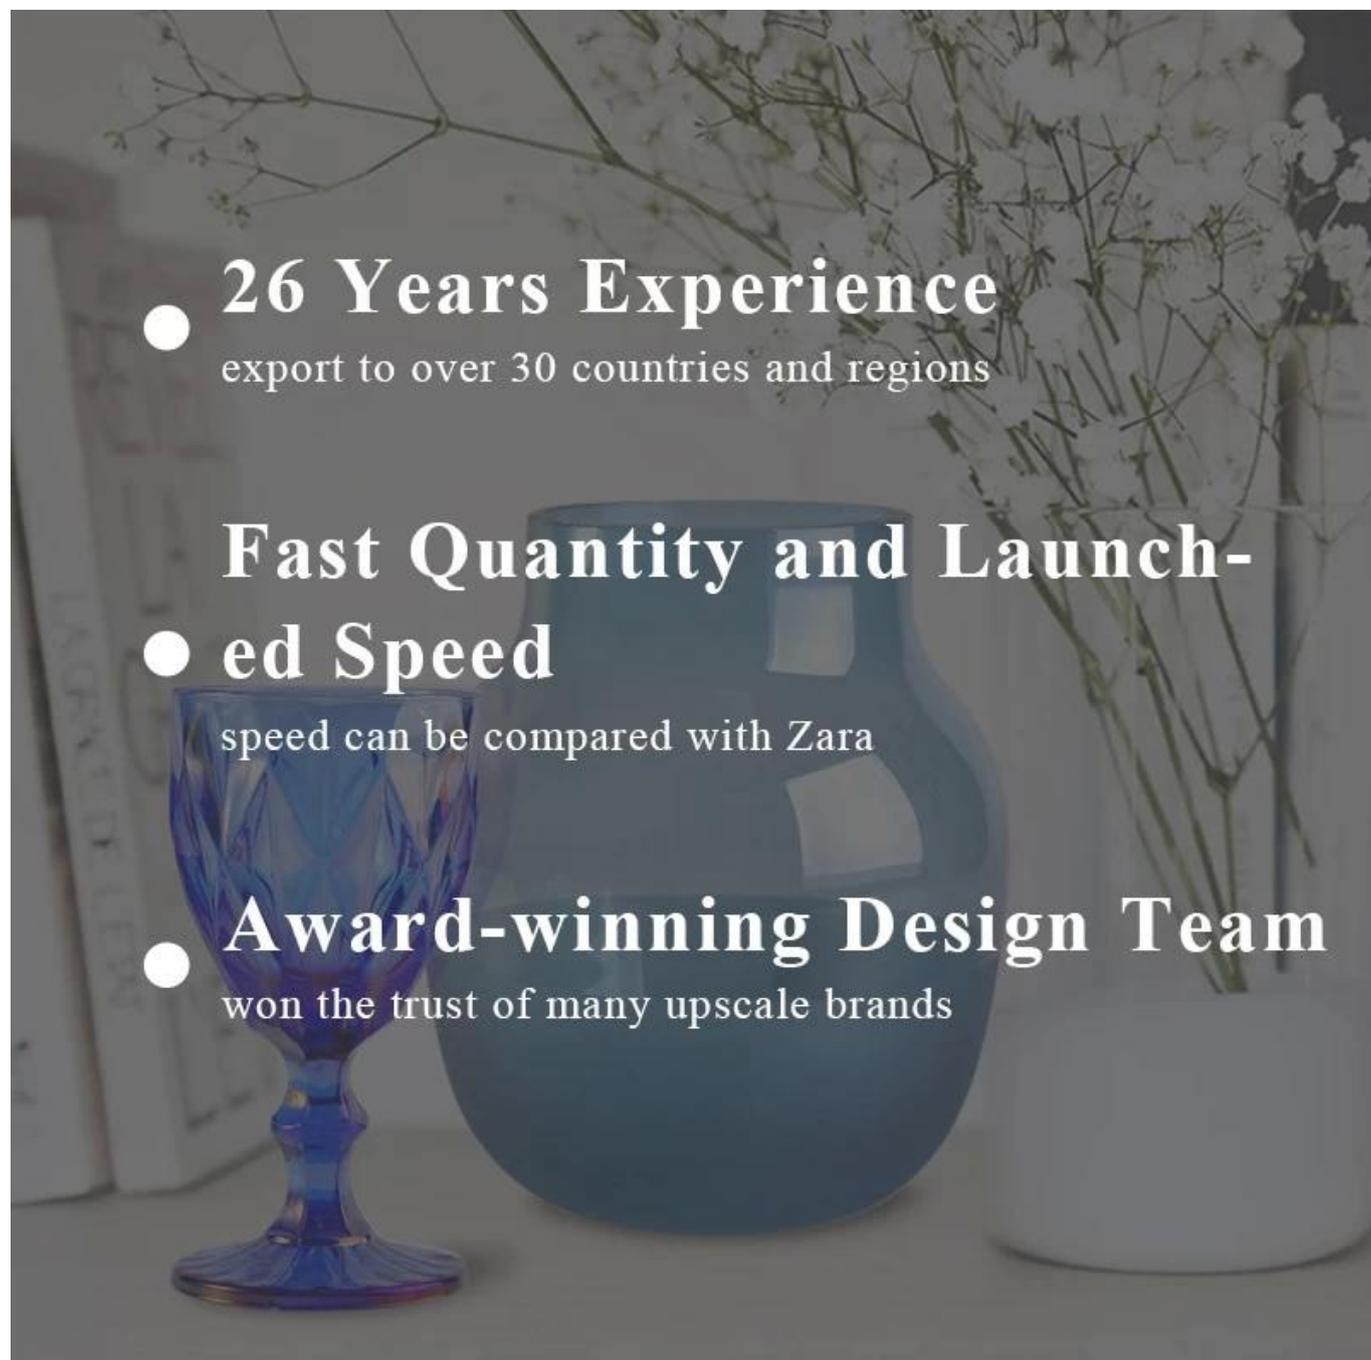 26 Years Experience
export to over 30 countries and regions
Fast Quantity and Launch-
ed Speed
speed can be compared with Zara
Award-winning Design Team
won the trust of many upscale brands